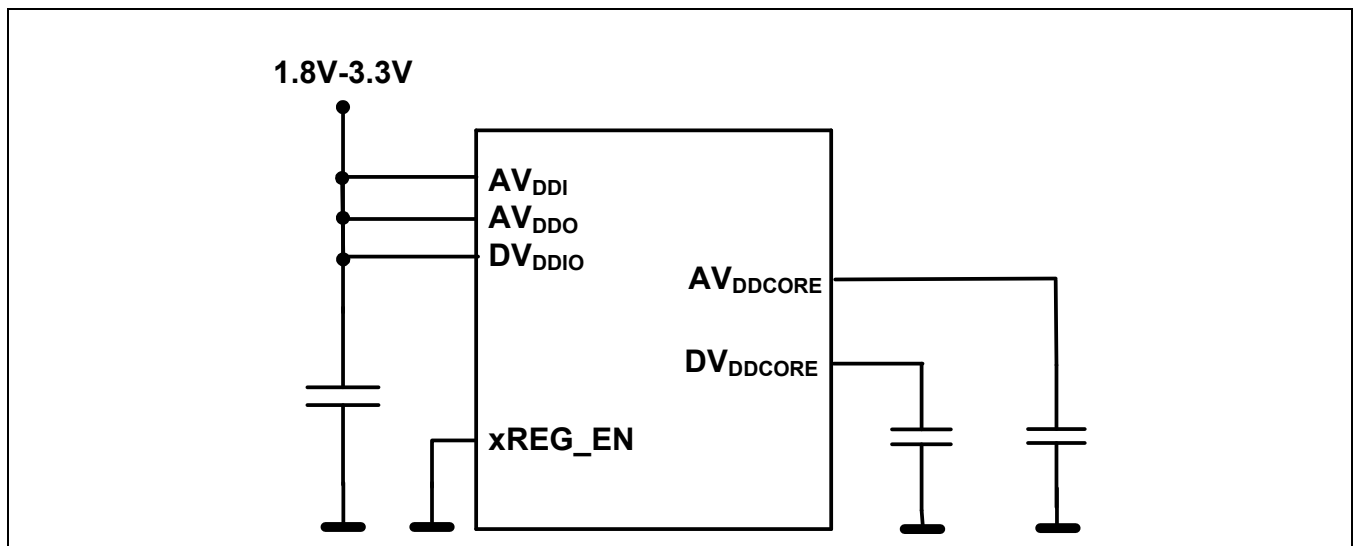 1.8V-3.3V
AVDDI
AVDDO
DVDDIO
AVDDCORE
DVDDCORE
xREG_EN